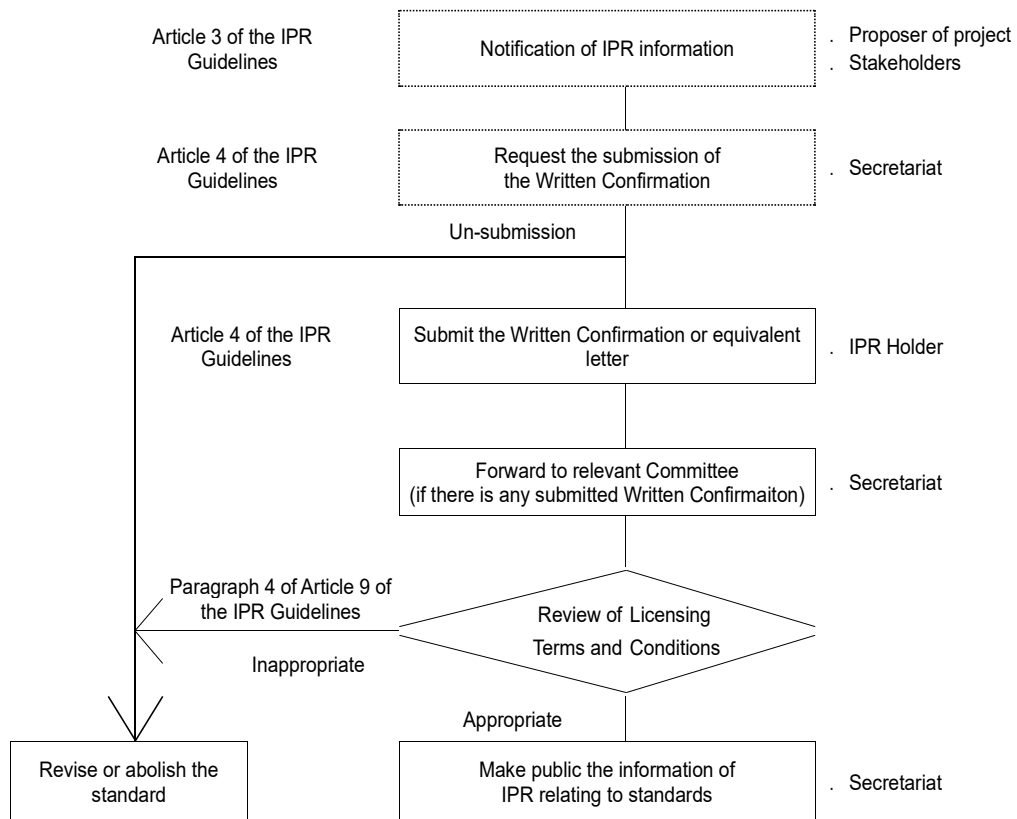 Article 3 of the IPR
Guidelines
Notification of IPR information
. Proposer of project
. Stakeholders
Article 4 of the IPR
Guidelines
Request the submission of
the Written Confirmation
. Secretariat
Un-submission
Article 4 of the IPR
Guidelines
Submit the Written Confirmation or equivalent
letter
. IPR Holder
Forward to relevant Committee
(if there is any submitted Written Confirmaiton)
. Secretariat
Paragraph 4 of Article 9 of
the IPR Guidelines
Review of Licensing
Terms and Conditions
Inappropriate
Appropriate
Revise or abolish the
standard
Make public the information of
IPR relating to standards
. Secretariat